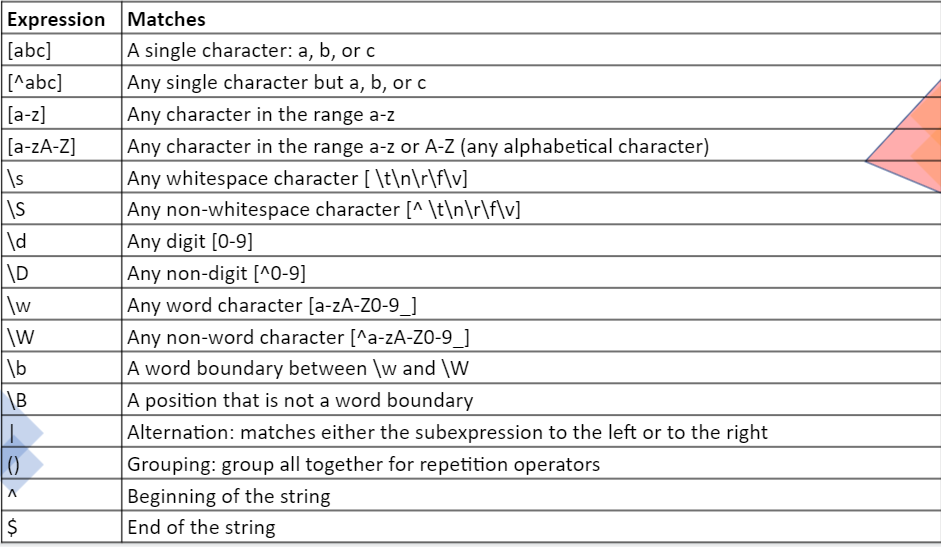 Expression Matches
[abc] A single character: a, b, or c
[^abc] Any single character but a, b, or c
[a-z] Any character in the range a-z
[a-zA-Z] Any character in the range a-z or A-Z (any alphabetical character)
\s Any whitespace character [ \t\n\r\f\v]
\S Any non-whitespace character [^ \t\n\r\f\v]
\d Any digit [0-9]
\D Any non-digit [^0-9]
\w Any word character [a-zA-Z0-9_]
\W Any non-word character [^a-zA-Z0-9_]
\b A word boundary between \w and \W
\B A position that is not a word boundary
| Alternation: matches either the subexpression to the left or to the right
() Grouping: group all together for repetition operators
^ Beginning of the string
$ End of the string